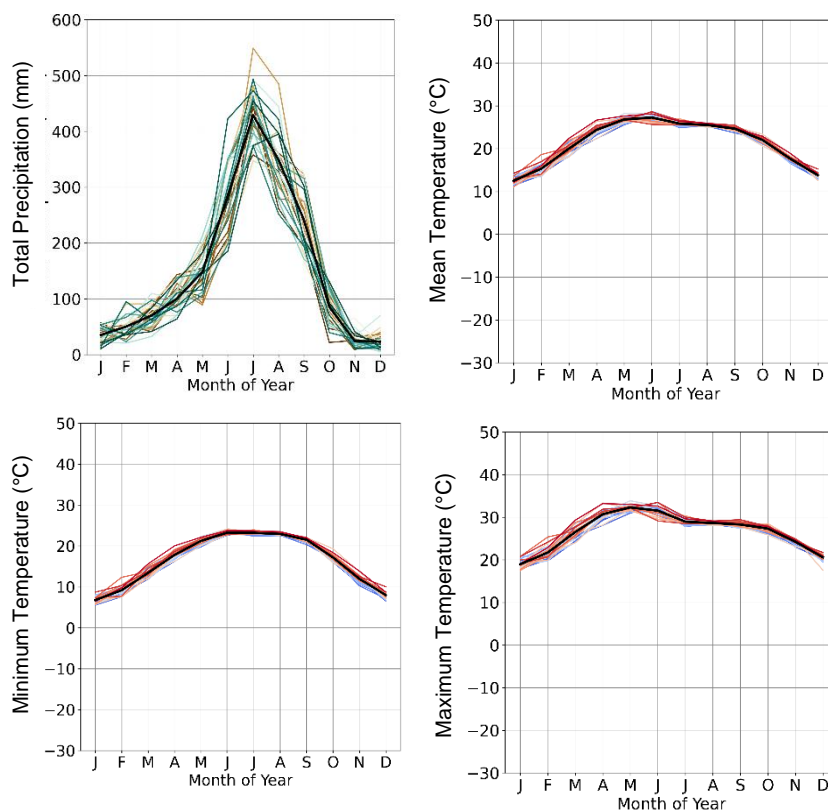 Total Precipitation (mm)
600
500
400
300
200
100
0
J F M A M J J A S O N D
Month of Year
Mean Temperature (°C)
50
40
30
20
10
0
−10
−20
−30
J F M A M J J A S O N D
Month of Year
Minimum Temperature (°C)
50
40
30
20
10
0
−10
−20
−30
J F M A M J J A S O N D
Month of Year
Maximum Temperature (°C)
50
40
30
20
10
0
−10
−20
−30
J F M A M J J A S O N D
Month of Year